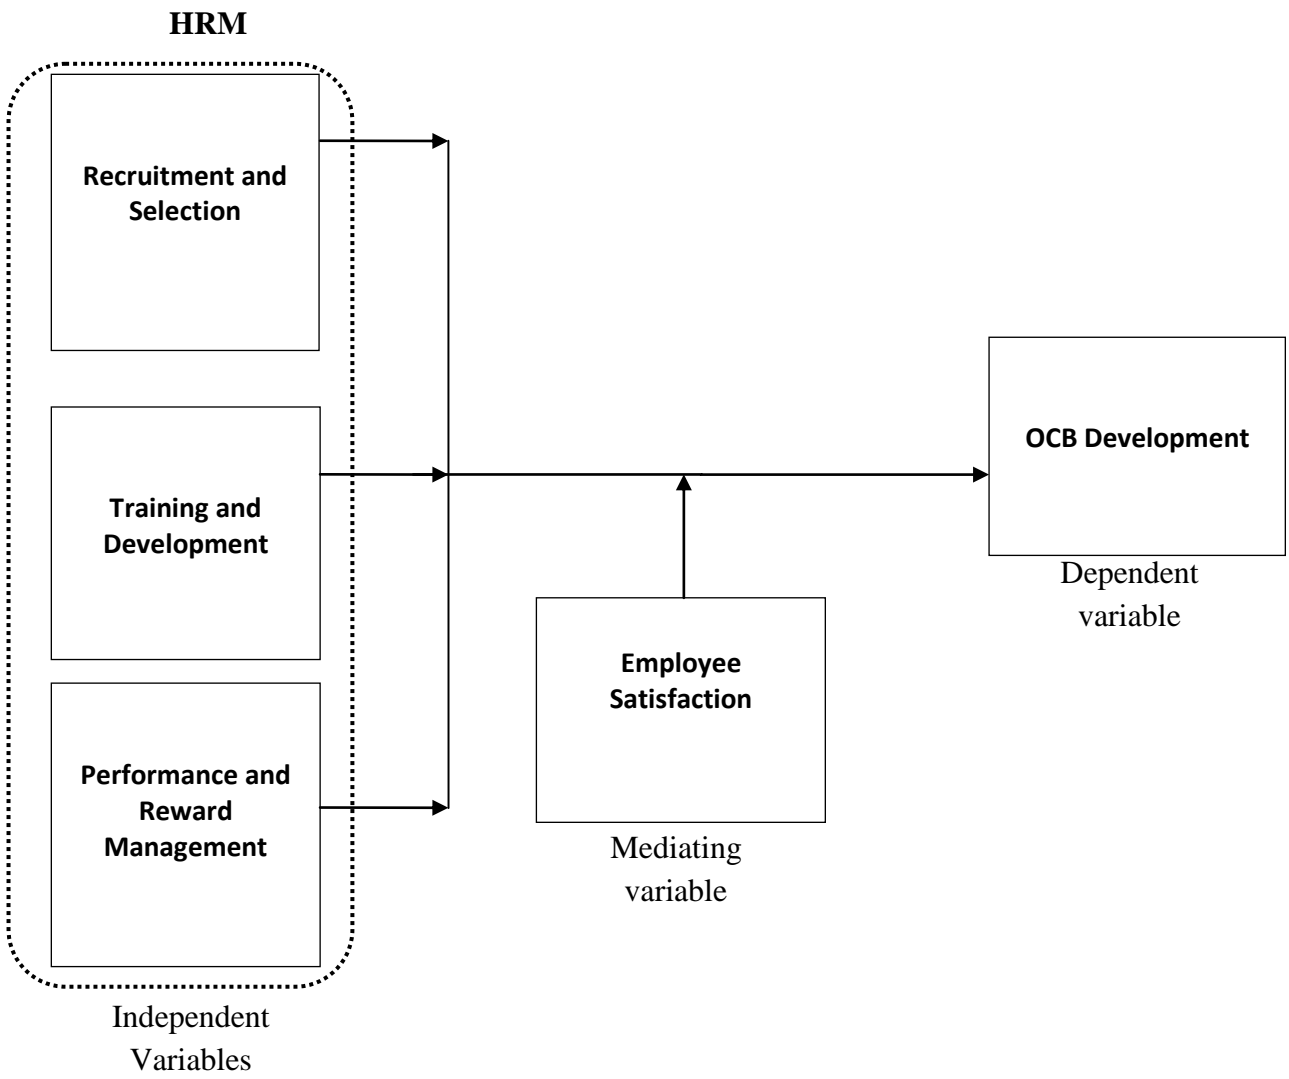 HRM
Recruitment and
Selection
Training and
Development
Performance and
Reward
Management
Independent
Variables
Employee
Satisfaction
Mediating
variable
OCB Development
Dependent
variable